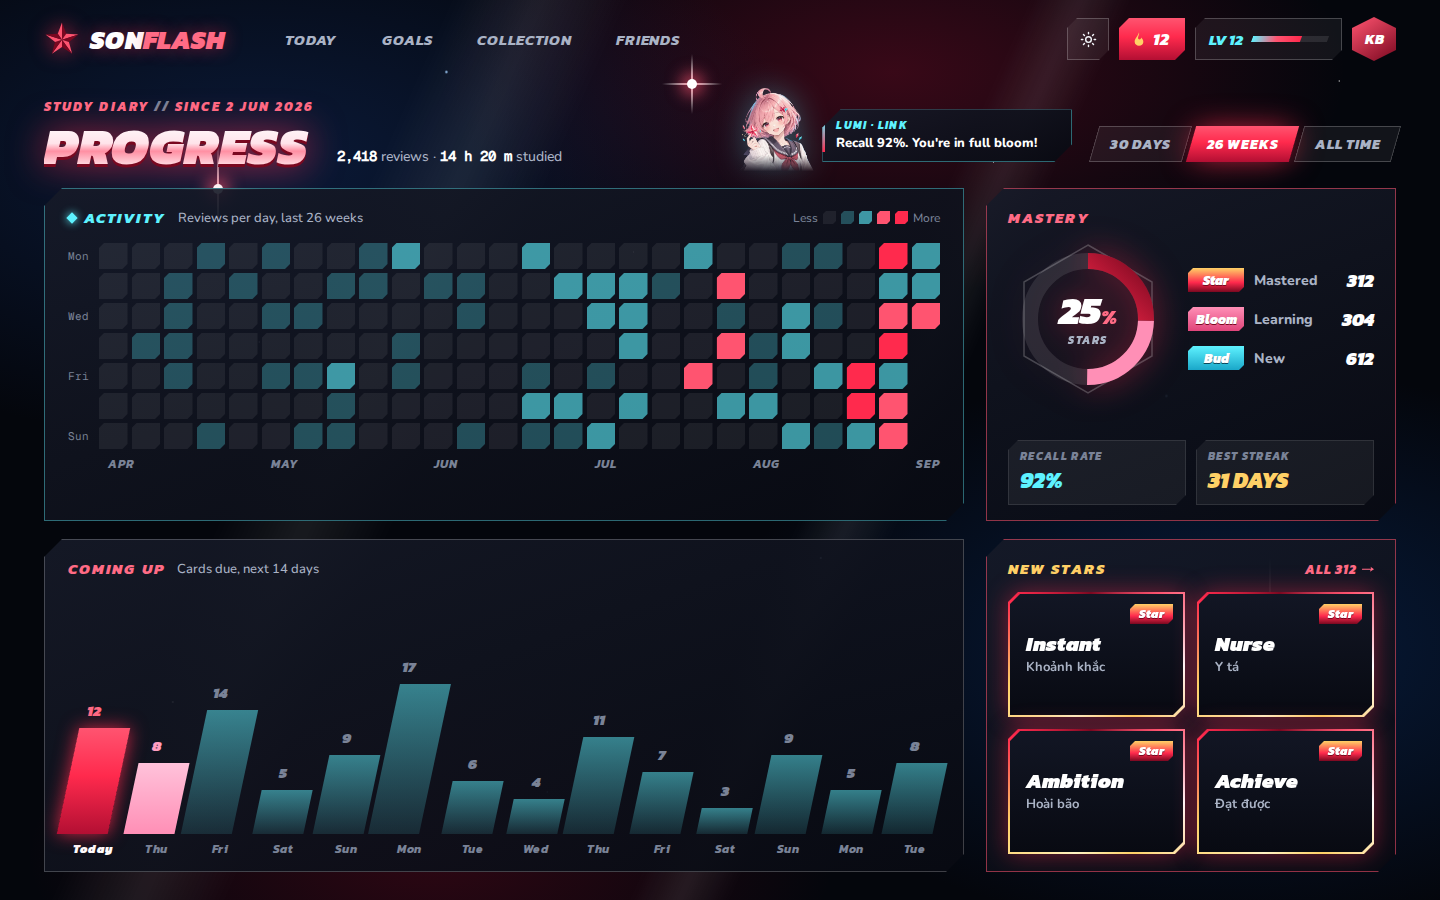 SONFLASH
TODAY GOALS COLLECTION FRIENDS
12
LV 12
KB
STUDY DIARY // SINCE 2 JUN 2026
PROGRESS
2,418 reviews · 14 h 20 m studied
LUMI · LINK
Recall 92%. You're in full bloom!
30 DAYS 26 WEEKS ALL TIME
ACTIVITY Reviews per day, last 26 weeks
Less More
Mon
Wed
Fri
Sun
APR MAY JUN JUL AUG SEP
MASTERY
25%
STARS
Star Mastered 312
Bloom Learning 304
Bud New 612
RECALL RATE
92%
BEST STREAK
31 DAYS
COMING UP Cards due, next 14 days
12 8 14 5 9 17 6 4 11 7 3 9 5 8
Today Thu Fri Sat Sun Mon Tue Wed Thu Fri Sat Sun Mon Tue
NEW STARS
ALL 312 →
Star
Instant
Khoảnh khắc
Star
Nurse
Y tá
Star
Ambition
Hoài bão
Star
Achieve
Đạt được